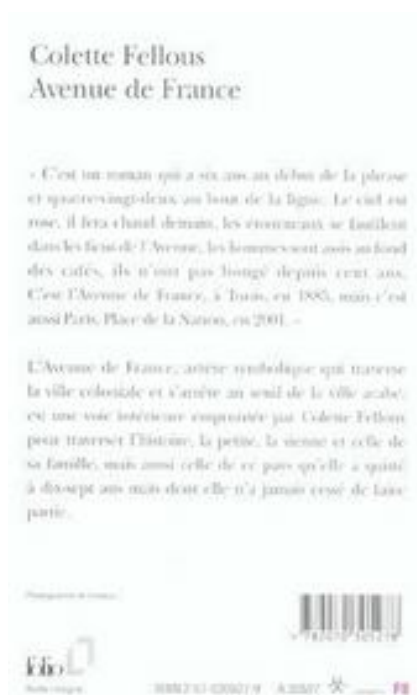 Colette Fellous
Avenue de France
« C'est un roman qui a six ans au début de la phrase
et quatre-vingt-deux au bout de la ligne. Le ciel est
rose, il fera chaud demain, les étourneaux se faufilent
dans les ficus de l'Avenue, les hommes sont assis au fond
des cafés, ils n'ont pas bougé depuis cent ans.
C'est l'Avenue de France, à Tunis, en 1885, mais c'est
aussi Paris, Place de la Nation, en 2001. »
L'Avenue de France, artère symbolique qui traverse
la ville coloniale et s'arrête au seuil de la ville arabe,
est une voie intérieure empruntée par Colette Fellous
pour traverser l'histoire, la petite, la sienne et celle de
sa famille, mais aussi celle de ce pays qu'elle a quitté
à dix-sept ans mais dont elle n'a jamais cessé de faire
partie.
folio